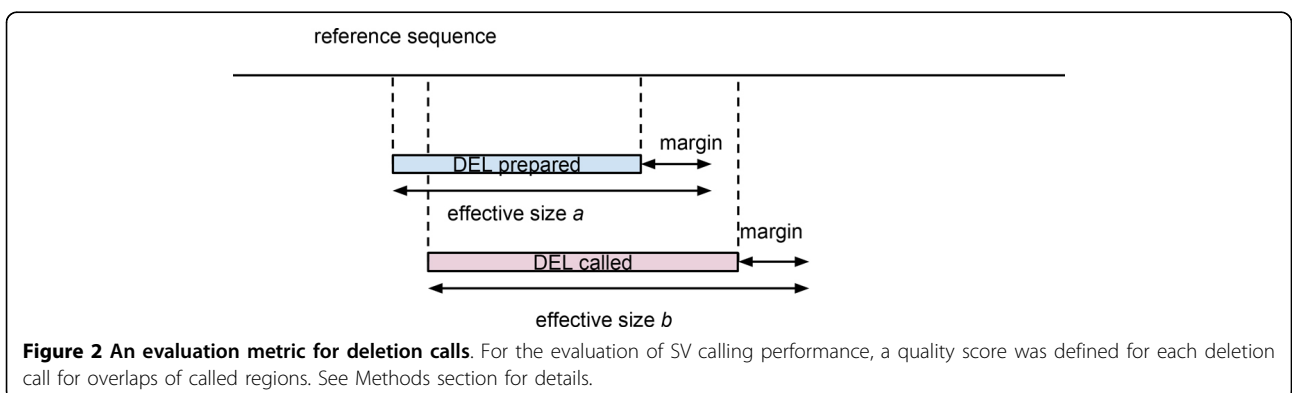 reference sequence
margin
DEL prepared
effective size a
margin
DEL called
effective size b
Figure 2 An evaluation metric for deletion calls. For the evaluation of SV calling performance, a quality score was defined for each deletion
call for overlaps of called regions. See Methods section for details.